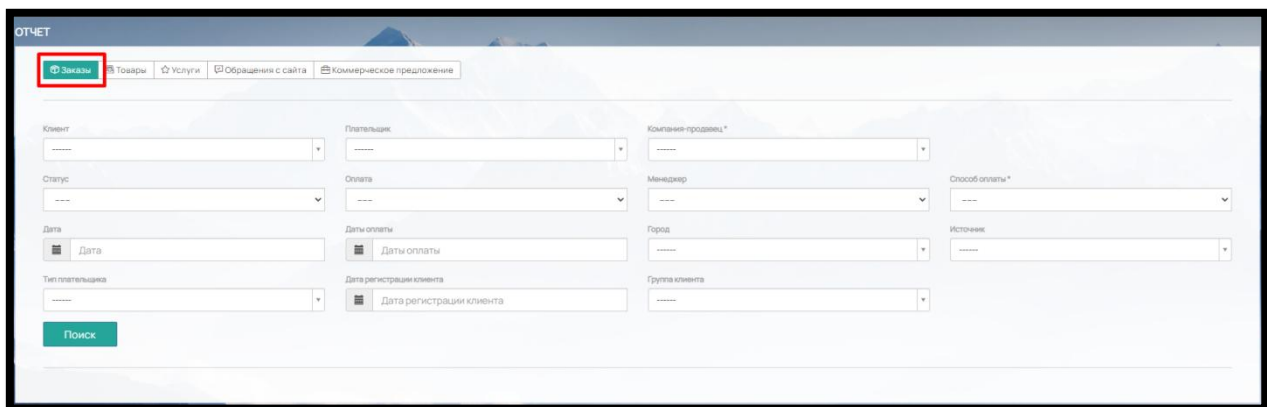 ОТЧЕТ
Заказы Товары Услуги Обращения с сайта Коммерческое предложение
Клиент Плательщик Компания-продавец *
------ ------ ------
Статус Оплата Менеджер Способ оплаты *
--- --- --- ---
Дата Даты оплаты Город Источник
Дата Даты оплаты ------ ------
Тип плательщика Дата регистрации клиента Группа клиента
------ Дата регистрации клиента ------
Поиск